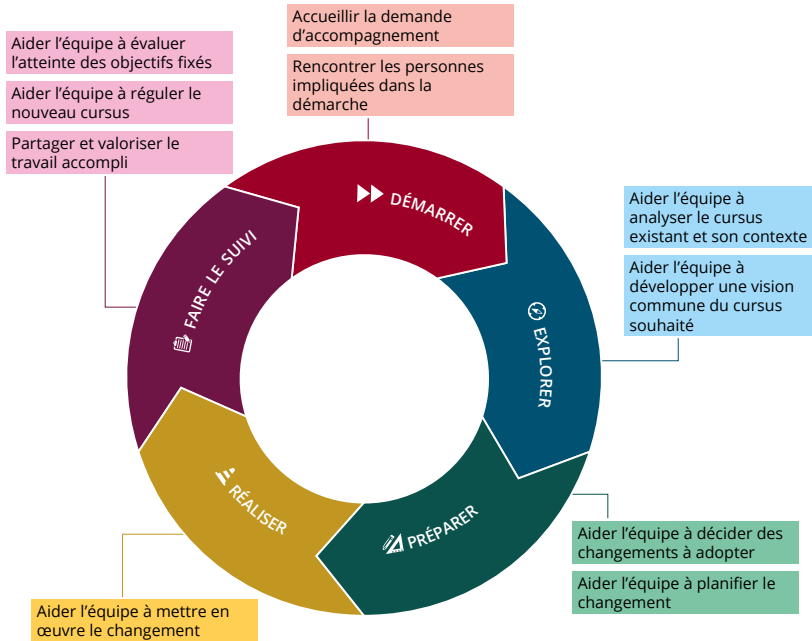 Accueillir la demande
d’accompagnement
Rencontrer les personnes
impliquées dans la
démarche
DÉMARRER
Aider l’équipe à
analyser le cursus
existant et son contexte
Aider l’équipe à
développer une vision
commune du cursus
souhaité
EXPLORER
Aider l’équipe à décider des
changements à adopter
Aider l’équipe à planifier le
changement
PRÉPARER
Aider l’équipe à mettre en
œuvre le changement
RÉALISER
Aider l’équipe à évaluer
l’atteinte des objectifs fixés
Aider l’équipe à réguler le
nouveau cursus
Partager et valoriser le
travail accompli
FAIRE LE SUIVI